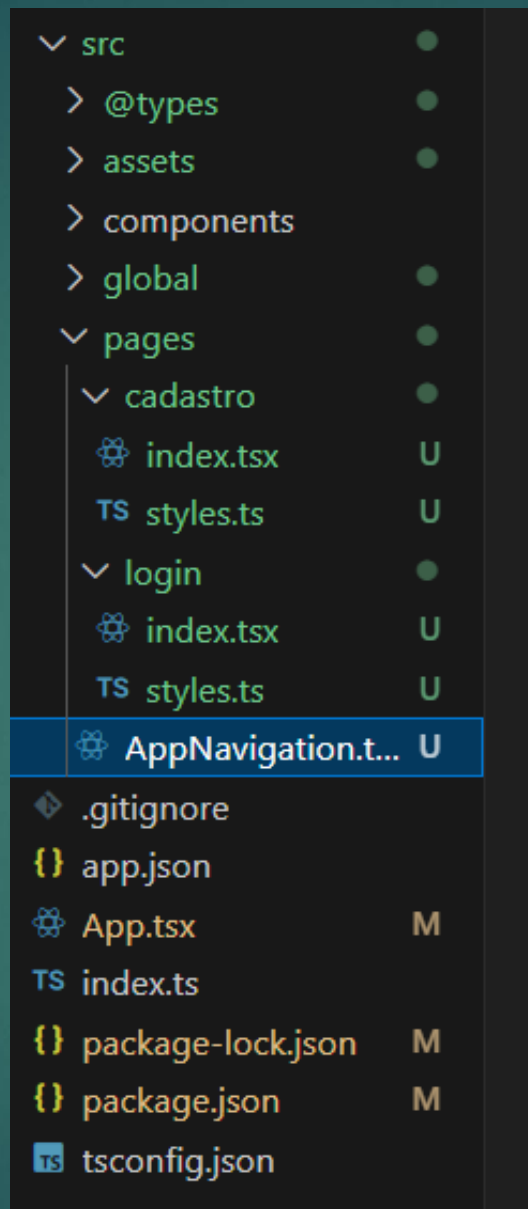 src
@types
assets
components
global
pages
cadastro
index.tsx U
TS styles.ts U
login
index.tsx U
TS styles.ts U
AppNavigation.t... U
.gitignore
{} app.json
App.tsx M
TS index.ts
{} package-lock.json M
{} package.json M
TS tsconfig.json